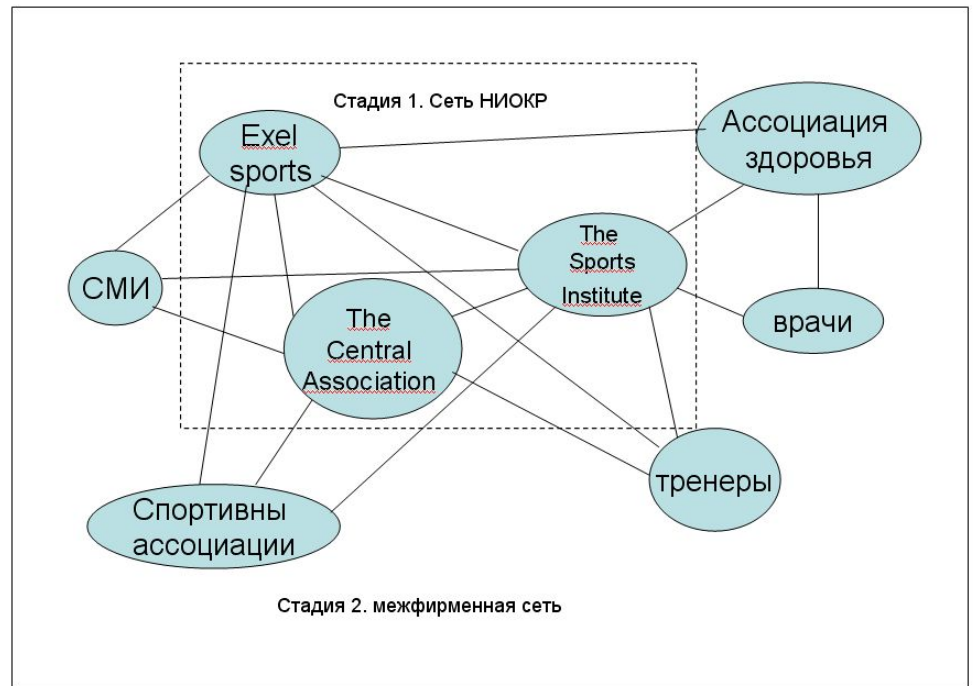 Стадия 1. Сеть НИОКР
Exel
sports
Ассоциация
здоровья
The
Sports
Institute
СМИ
The
Central
Association
врачи
тренеры
Спортивны
ассоциации
Стадия 2. межфирменная сеть